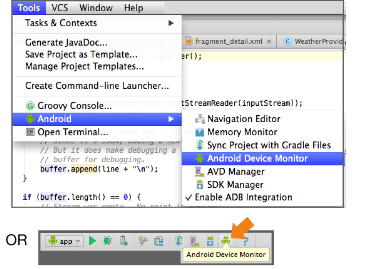 Tools VCS Window Help
Tasks & Contexts
Generate JavaDoc...
Save Project as Template...
Manage Project Templates...
Create Command-line Launcher...
Groovy Console...
Android
Open Terminal...
fragment_detail.xml × WeatherProvid
();
tStreamReader(inputStream));
Navigation Editor
Memory Monitor
Sync Project with Gradle Files
Android Device Monitor
AVD Manager
SDK Manager
✓ Enable ADB Integration
// But it does make debugging a
// buffer for debugging.
buffer.append(line + "\n");
}
if (buffer.length() == 0) {
OR
app
?
Android Device Monitor